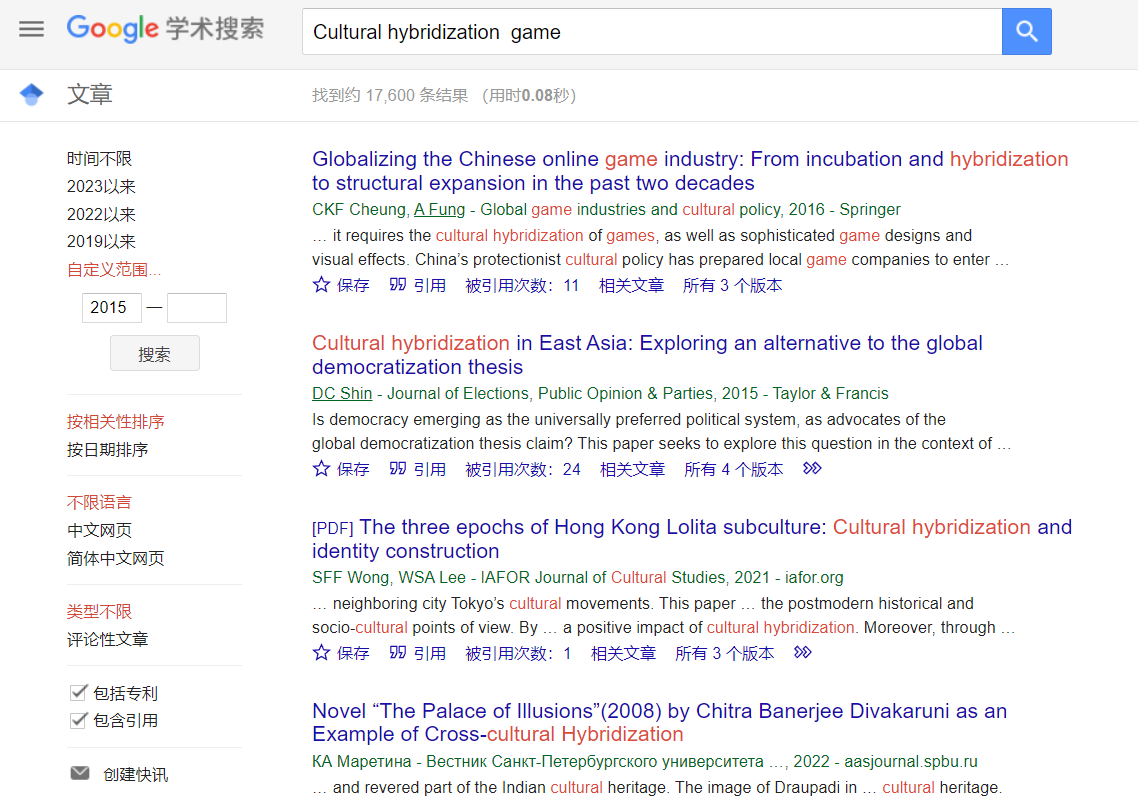 Google 学术搜索
Cultural hybridization  game
文章
找到约 17,600 条结果 （用时0.08秒）
时间不限
2023以来
2022以来
2019以来
自定义范围...
2015 —
搜索
按相关性排序
按日期排序
不限语言
中文网页
简体中文网页
类型不限
评论性文章
包括专利
包含引用
创建快讯
Globalizing the Chinese online game industry: From incubation and hybridization
to structural expansion in the past two decades
CKF Cheung, A Fung - Global game industries and cultural policy, 2016 - Springer
… it requires the cultural hybridization of games, as well as sophisticated game designs and
visual effects. China’s protectionist cultural policy has prepared local game companies to enter …
保存 引用 被引用次数：11 相关文章 所有 3 个版本
Cultural hybridization in East Asia: Exploring an alternative to the global
democratization thesis
DC Shin - Journal of Elections, Public Opinion & Parties, 2015 - Taylor & Francis
Is democracy emerging as the universally preferred political system, as advocates of the
global democratization thesis claim? This paper seeks to explore this question in the context of …
保存 引用 被引用次数：24 相关文章 所有 4 个版本
[PDF] The three epochs of Hong Kong Lolita subculture: Cultural hybridization and
identity construction
SFF Wong, WSA Lee - IAFOR Journal of Cultural Studies, 2021 - iafor.org
… neighboring city Tokyo’s cultural movements. This paper … the postmodern historical and
socio-cultural points of view. By … a positive impact of cultural hybridization. Moreover, through …
保存 引用 被引用次数：1 相关文章 所有 3 个版本
Novel “The Palace of Illusions”(2008) by Chitra Banerjee Divakaruni as an
Example of Cross-cultural Hybridization
КА Маретина - Вестник Санкт-Петербургского университета …, 2022 - aasjournal.spbu.ru
… and revered part of the Indian cultural heritage. The image of Draupadi in … cultural heritage.